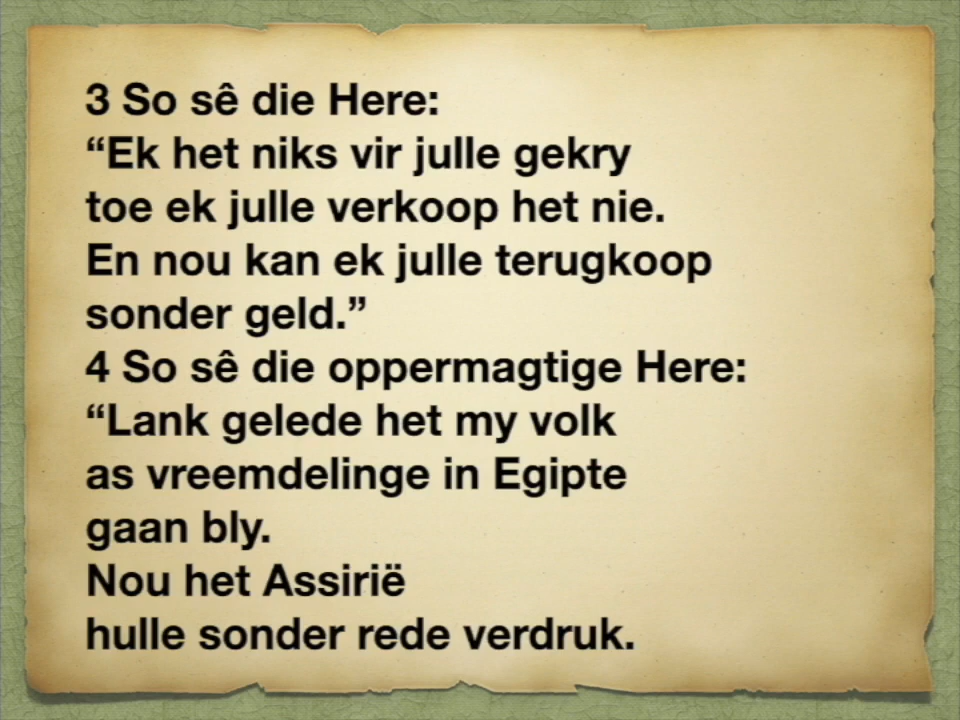 3 So sê die Here:
“Ek het niks vir julle gekry
toe ek julle verkoop het nie.
En nou kan ek julle terugkoop
sonder geld.”
4 So sê die oppermagtige Here:
“Lank gelede het my volk
as vreemdelinge in Egipte
gaan bly.
Nou het Assirië
hulle sonder rede verdruk.